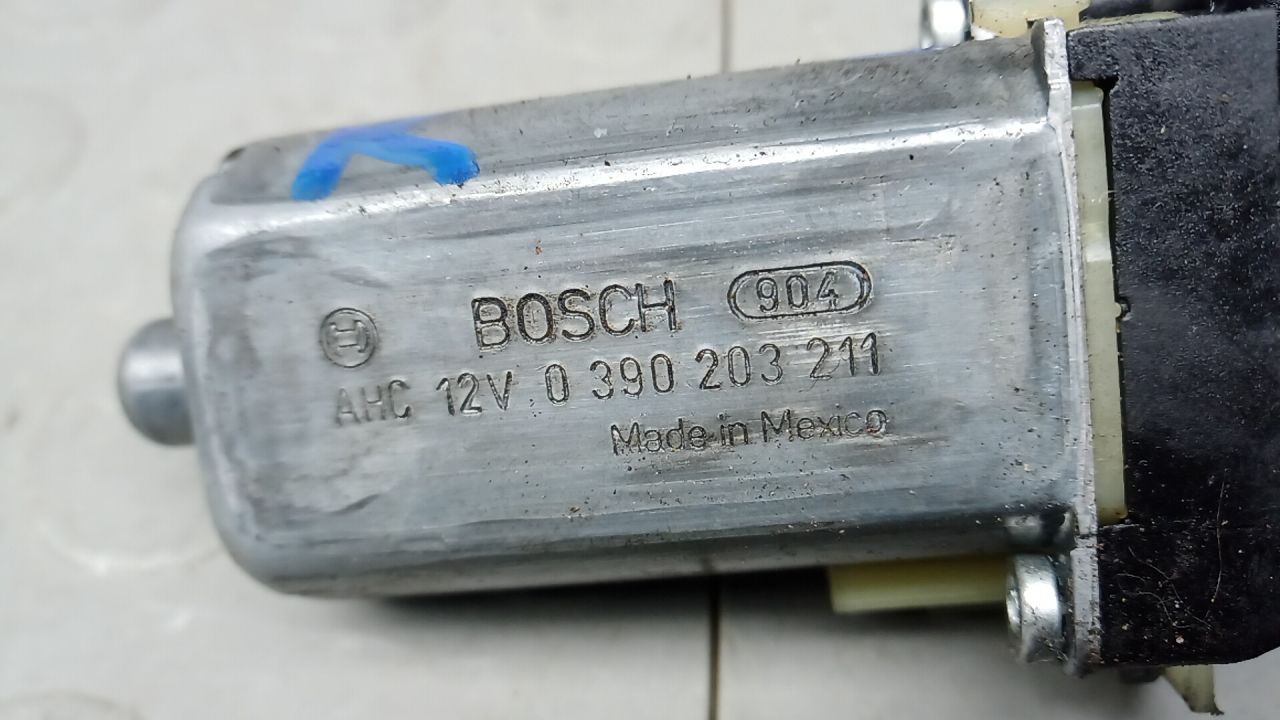 BOSCH 904
AHC 12V 0 390 203 211
Made in Mexico